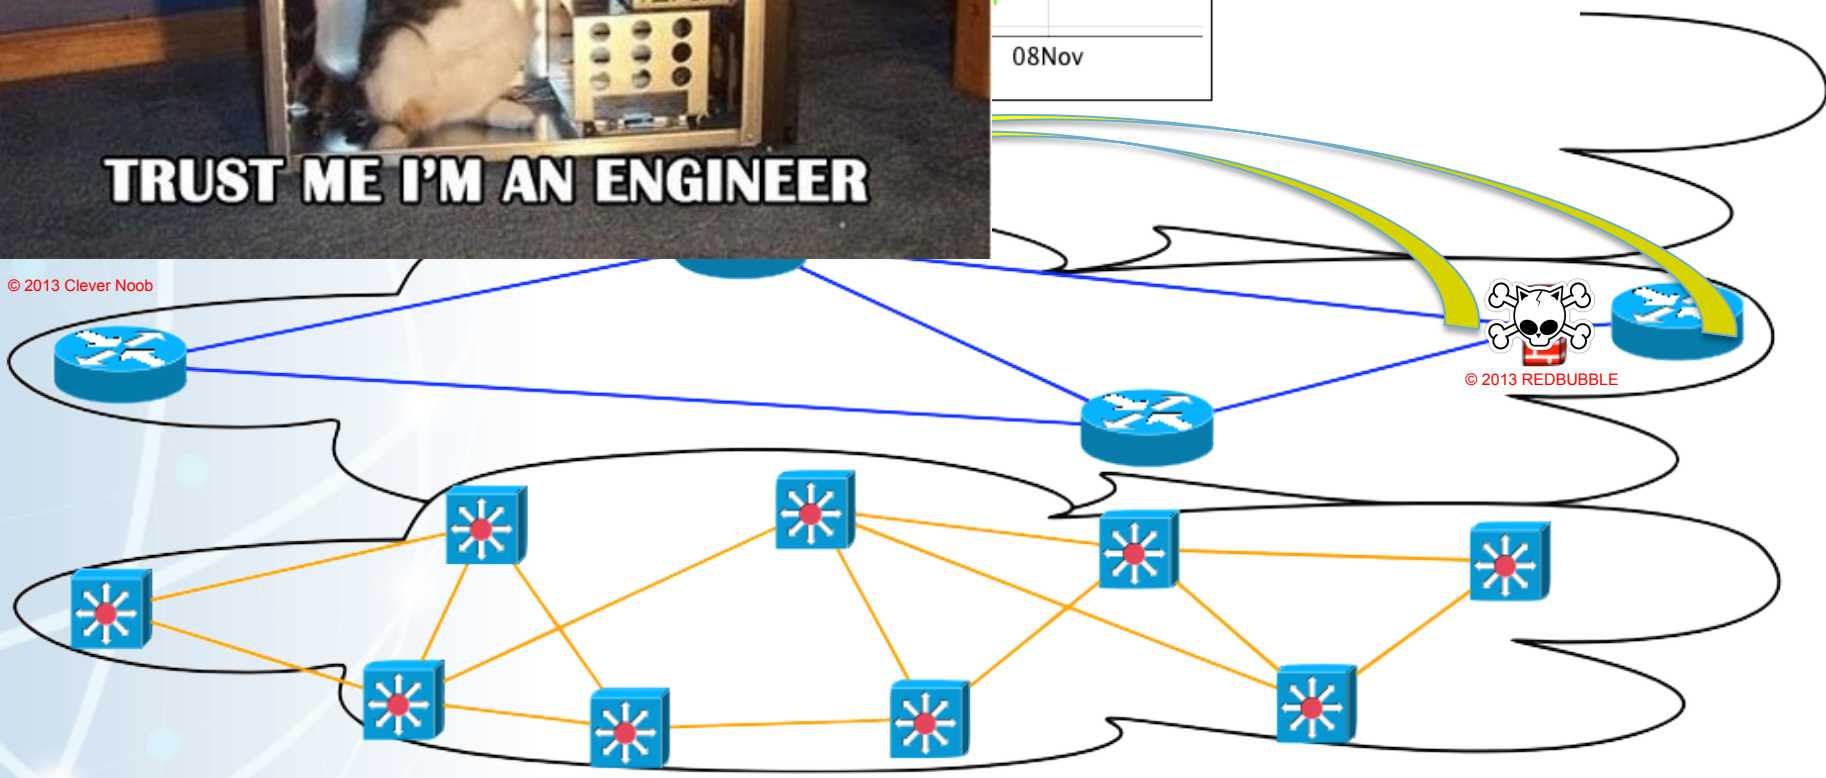 08Nov
TRUST ME I'M AN ENGINEER
© 2013 Clever Noob
© 2013 REDBUBBLE